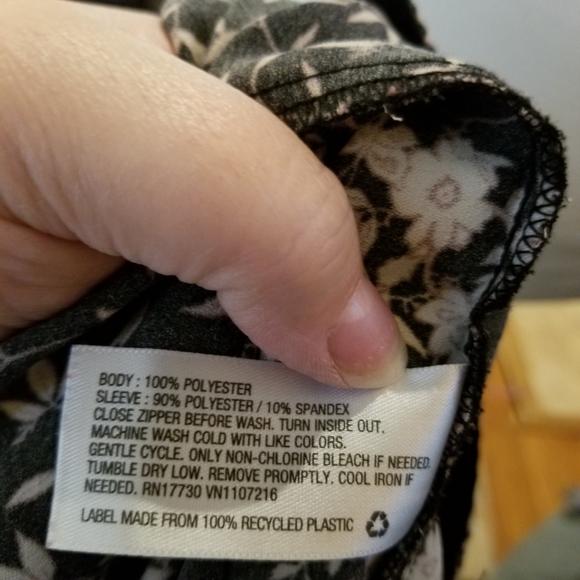 BODY : 100% POLYESTER
SLEEVE : 90% POLYESTER / 10% SPANDEX
CLOSE ZIPPER BEFORE WASH. TURN INSIDE OUT.
MACHINE WASH COLD WITH LIKE COLORS.
GENTLE CYCLE. ONLY NON-CHLORINE BLEACH IF NEEDED.
TUMBLE DRY LOW. REMOVE PROMPTLY. COOL IRON IF
NEEDED. RN17730 VN1107216
LABEL MADE FROM 100% RECYCLED PLASTIC